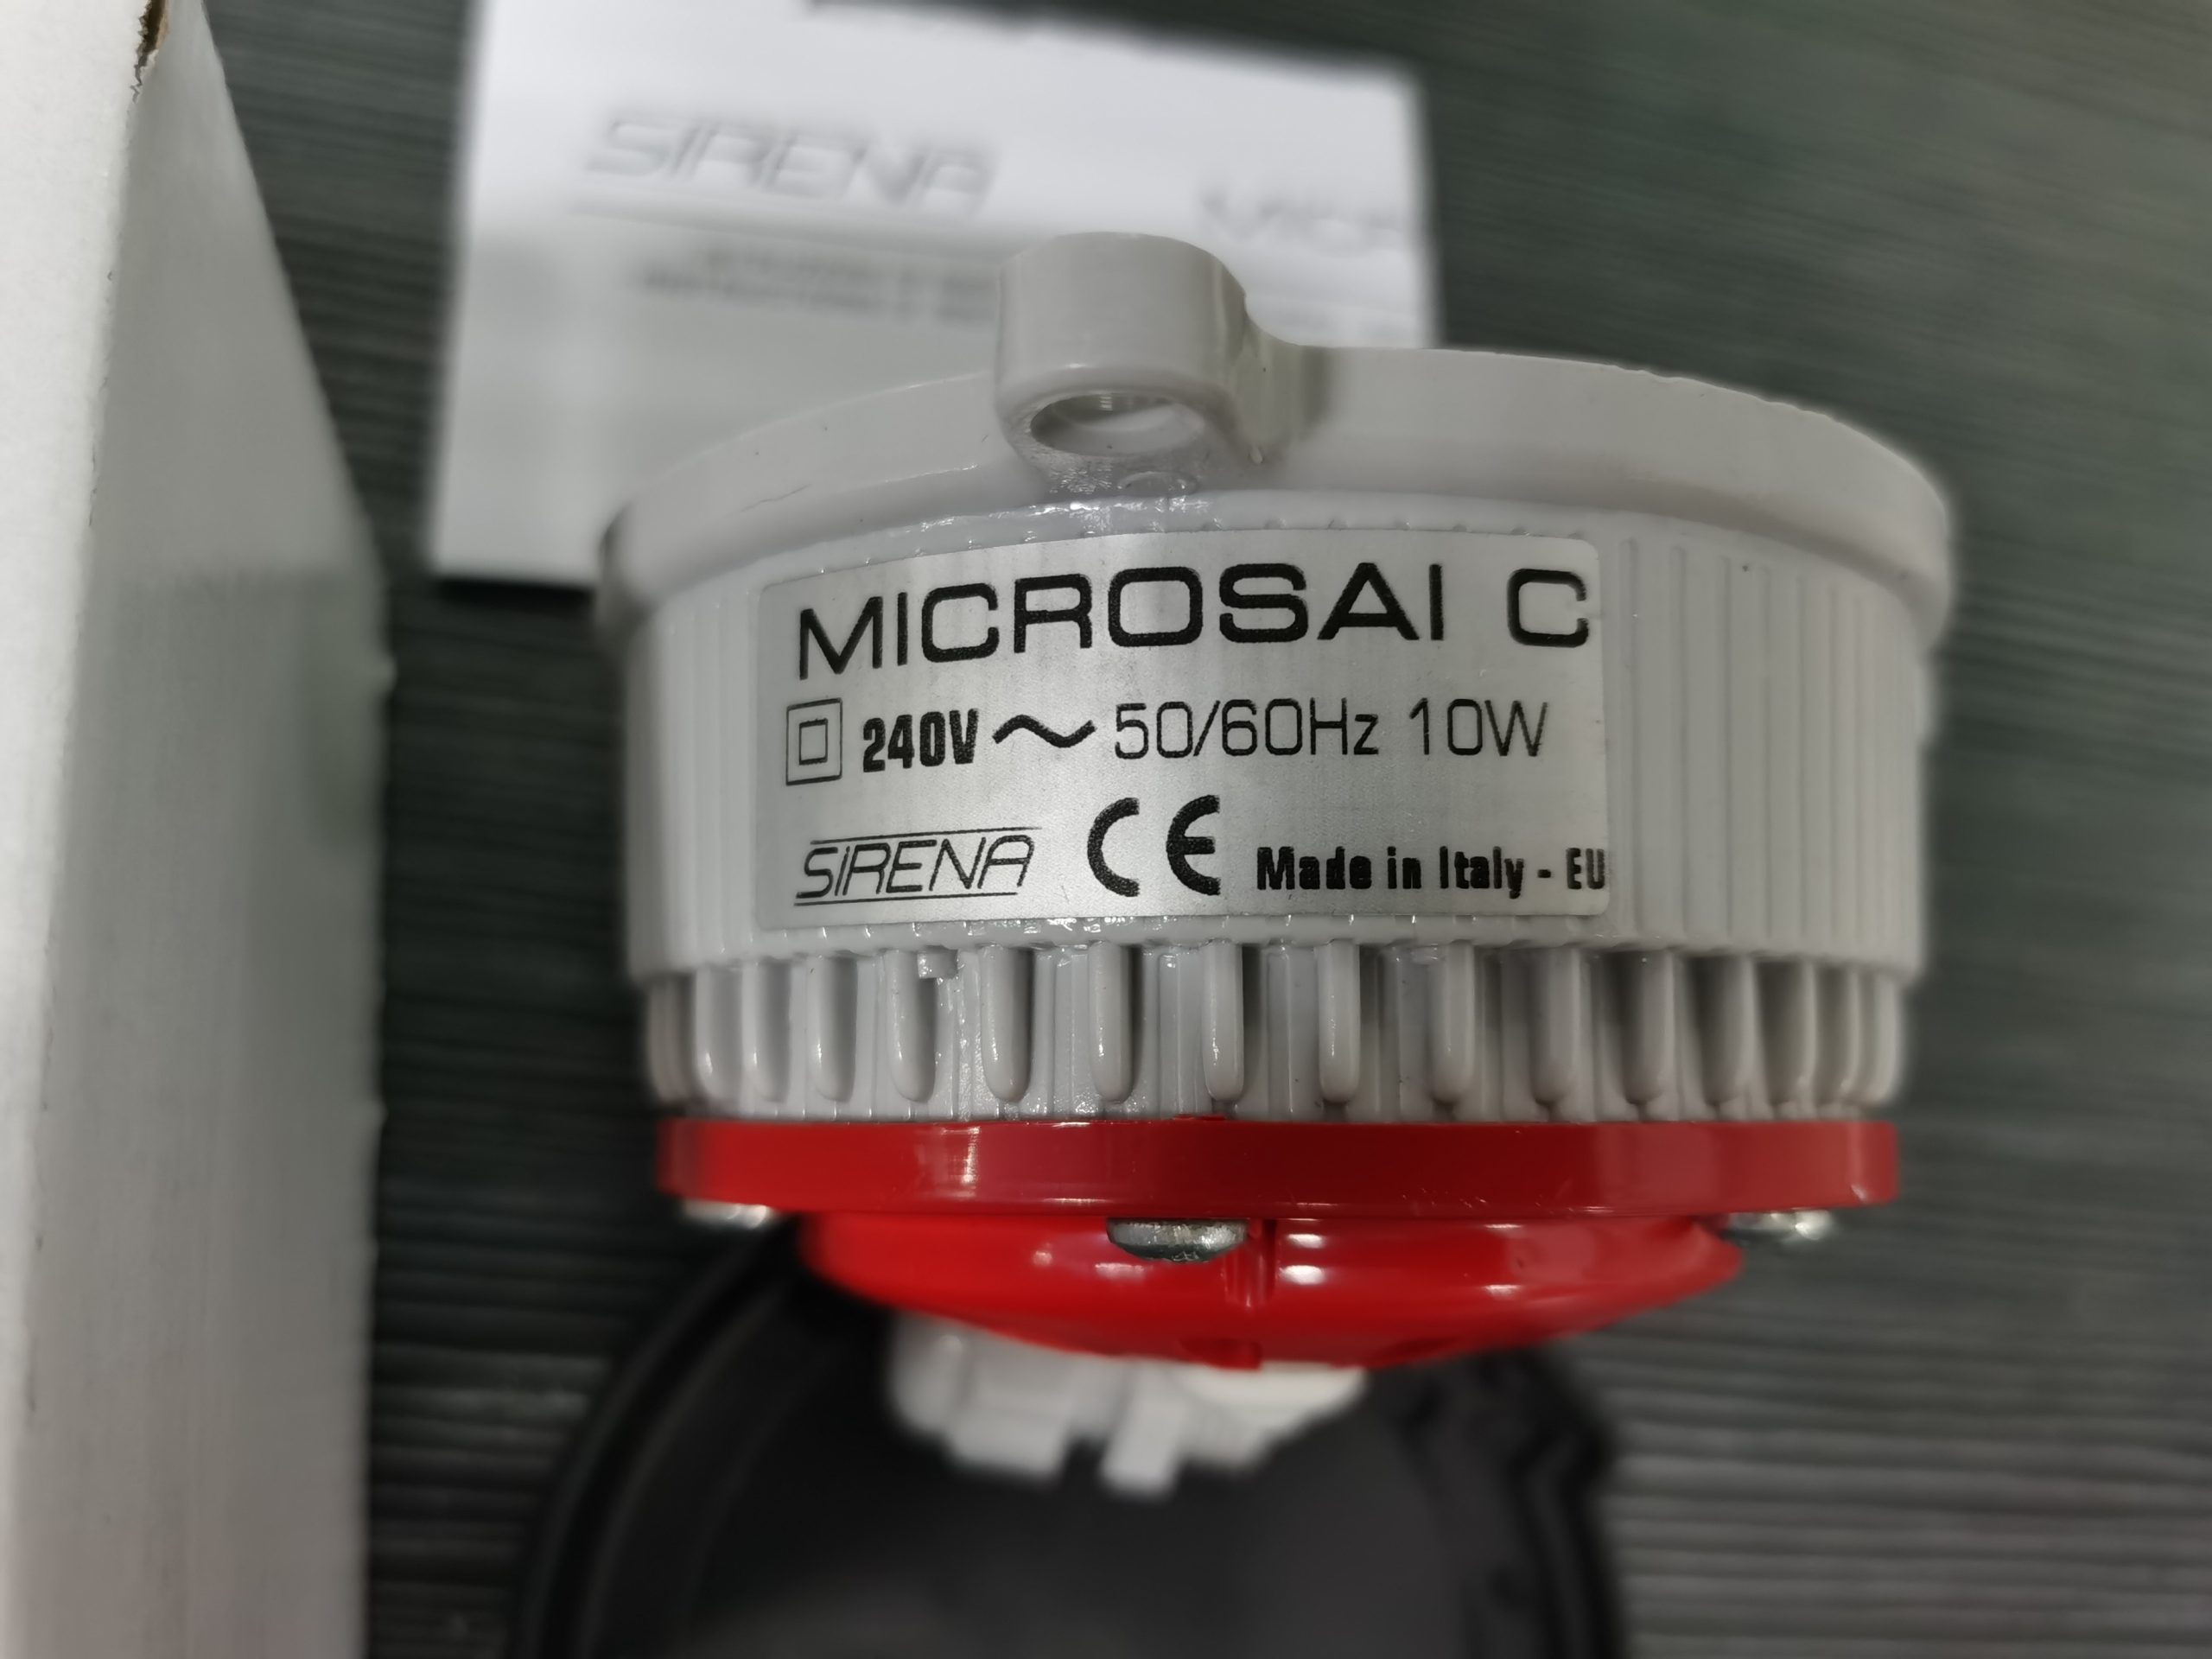 SIRENA
MICROSAI C
240V ~ 50/60Hz 10W
SIRENA CE Made in Italy - EU